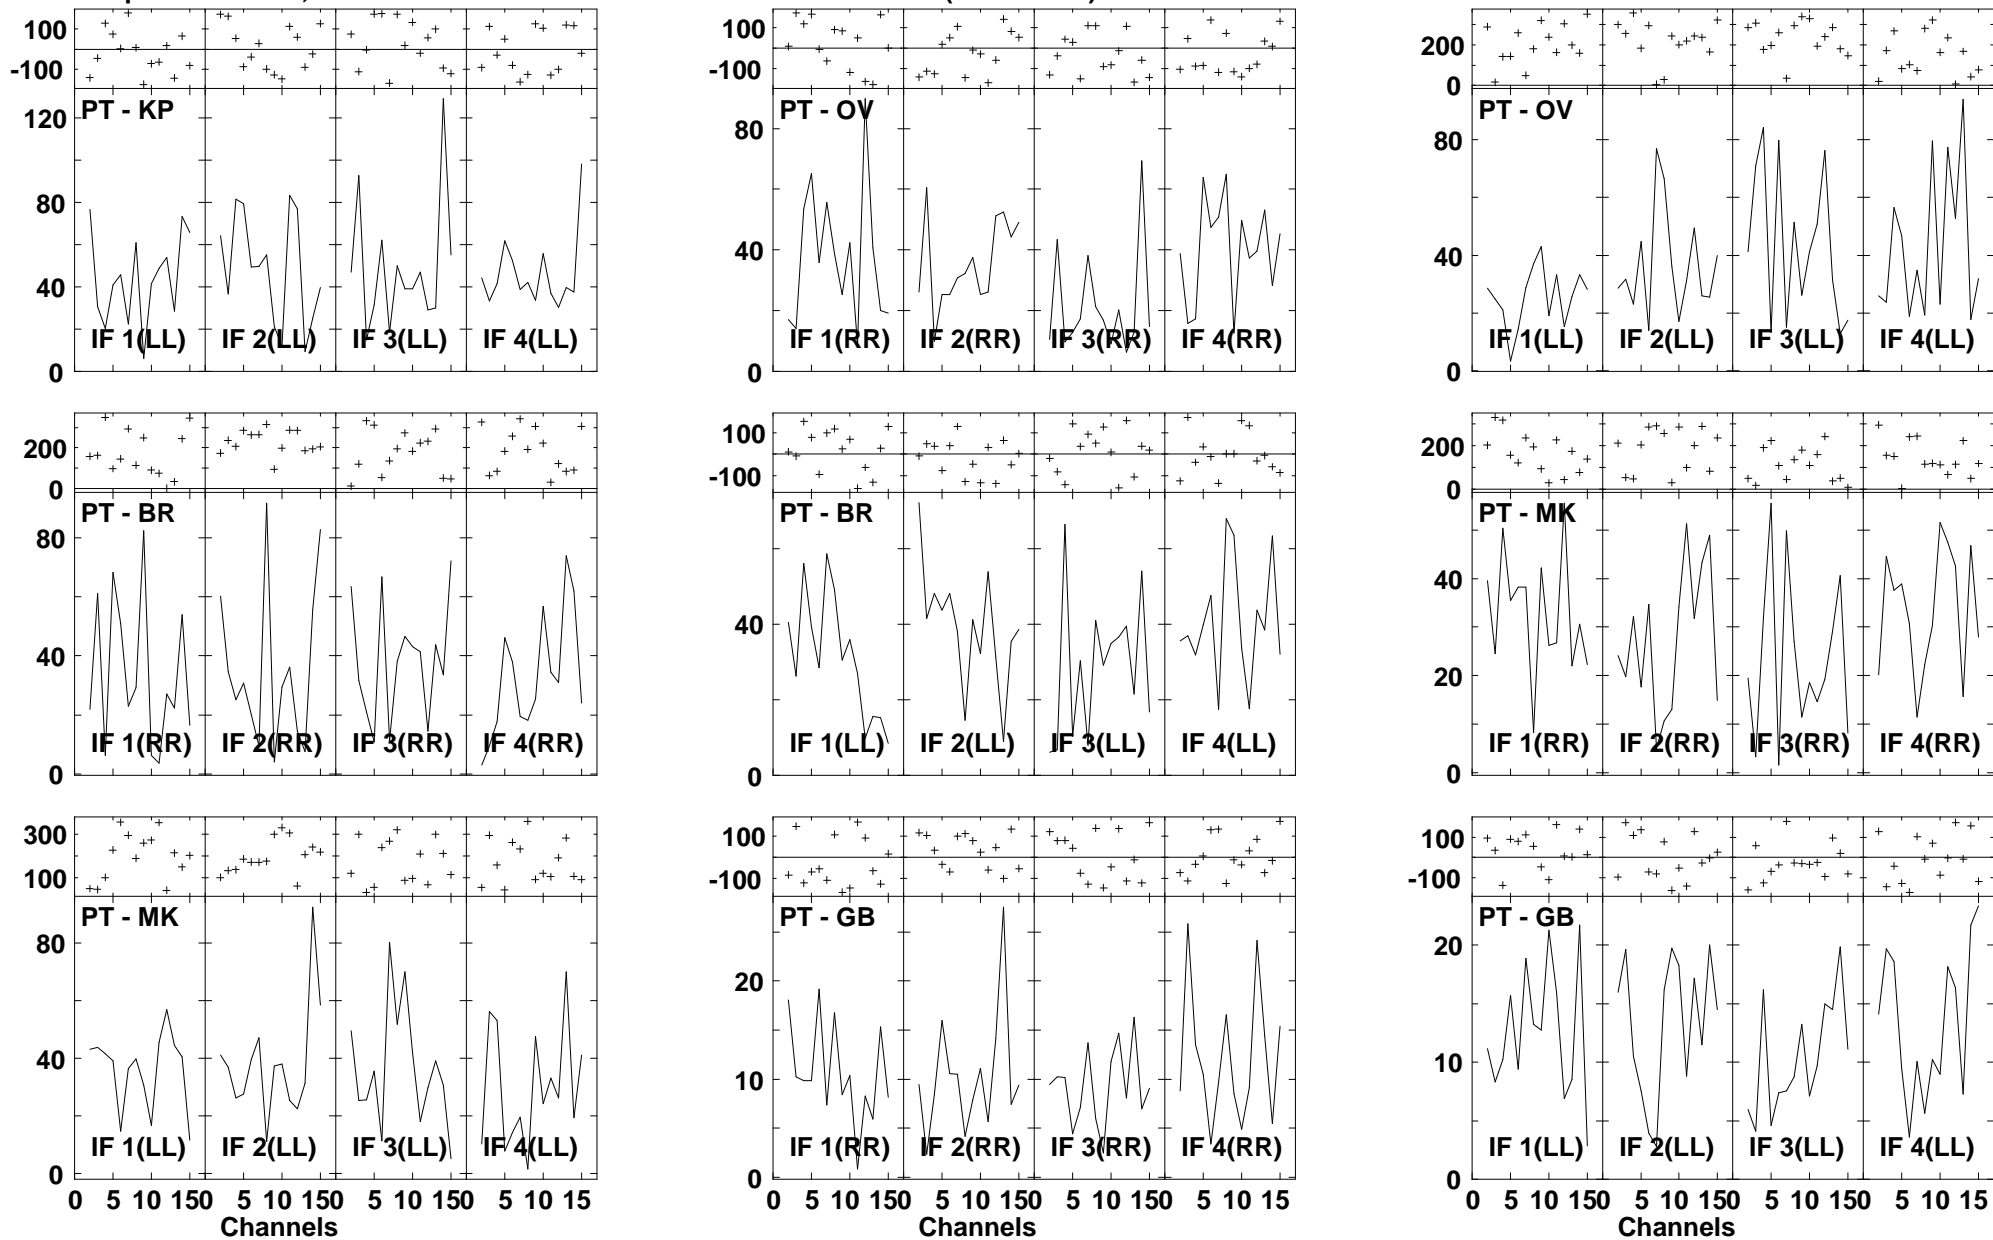 100
-100
PT - KP
120
80
40
0
IF 1(LL) IF 2(LL) IF 3(LL) IF 4(LL)
100
-100
PT - OV
80
40
0
IF 1(RR) IF 2(RR) IF 3(RR) IF 4(RR)
200
0
PT - OV
80
40
0
IF 1(LL) IF 2(LL) IF 3(LL) IF 4(LL)
200
0
PT - BR
80
40
0
IF 1(RR) IF 2(RR) IF 3(RR) IF 4(RR)
100
-100
PT - BR
40
0
IF 1(LL) IF 2(LL) IF 3(LL) IF 4(LL)
200
0
PT - MK
40
20
0
IF 1(RR) IF 2(RR) IF 3(RR) IF 4(RR)
300
100
PT - MK
80
40
0
IF 1(LL) IF 2(LL) IF 3(LL) IF 4(LL)
0 5 10 150 5 10 150 5 10 150 5 10 15
Channels
100
-100
PT - GB
20
10
0
IF 1(RR) IF 2(RR) IF 3(RR) IF 4(RR)
0 5 10 150 5 10 150 5 10 150 5 10 15
Channels
100
-100
PT - GB
20
10
0
IF 1(LL) IF 2(LL) IF 3(LL) IF 4(LL)
0 5 10 150 5 10 150 5 10 150 5 10 15
Channels